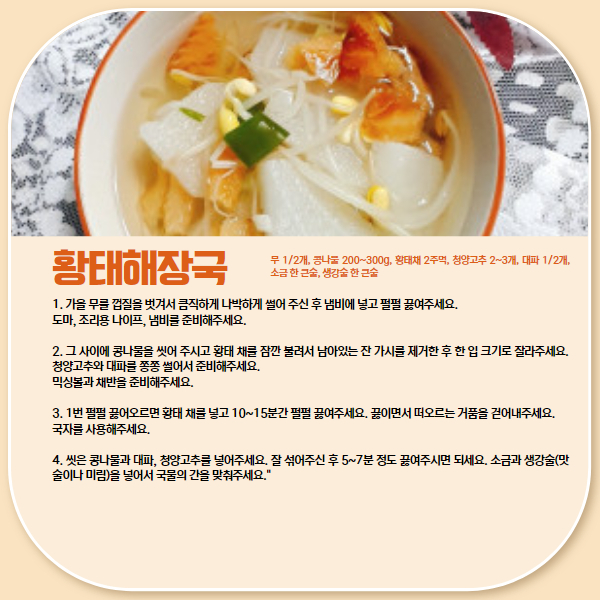 황태해장국
무 1/2개, 콩나물 200~300g, 황태채 2주먹, 청양고추 2~3개, 대파 1/2개,
소금 한 큰술, 생강술 한 큰술
1. 가을 무를 껍질을 벗겨서 큼직하게 나박하게 썰어 주신 후 냄비에 넣고 펄펄 끓여주세요.
도마, 조리용 나이프, 냄비를 준비해주세요.
2. 그 사이에 콩나물을 씻어 주시고 황태 채를 잠깐 불려서 남아있는 잔 가시를 제거한 후 한 입 크기로 잘라주세요.
청양고추와 대파를 쫑쫑 썰어서 준비해주세요.
믹싱볼과 채반을 준비해주세요.
3. 1번 펄펄 끓어오르면 황태 채를 넣고 10~15분간 펄펄 끓여주세요. 끓이면서 떠오르는 거품을 걷어내주세요.
국자를 사용해주세요.
4. 씻은 콩나물과 대파, 청양고추를 넣어주세요. 잘 섞어주신 후 5~7분 정도 끓여주시면 되세요. 소금과 생강술(맛
술이나 미림)을 넣어서 국물의 간을 맞춰주세요."